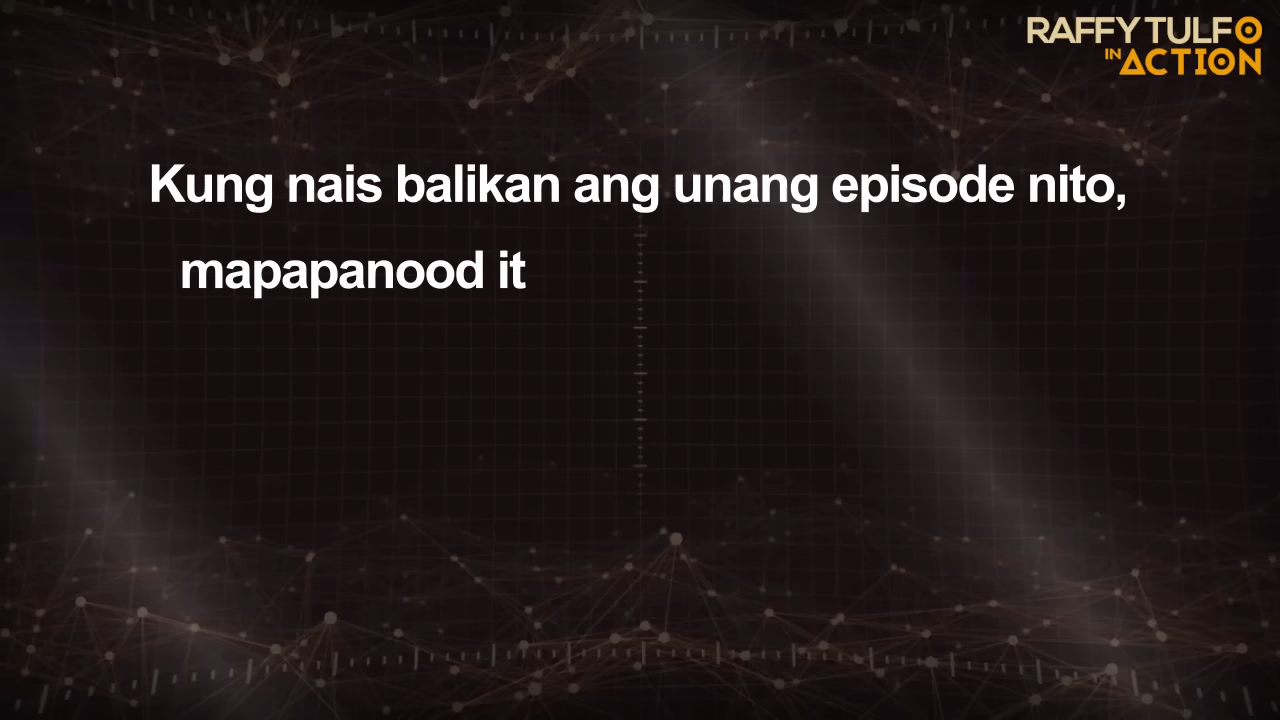 RAFFY TULFO
IN ACTION
Kung nais balikan ang unang episode nito,
mapapanood it